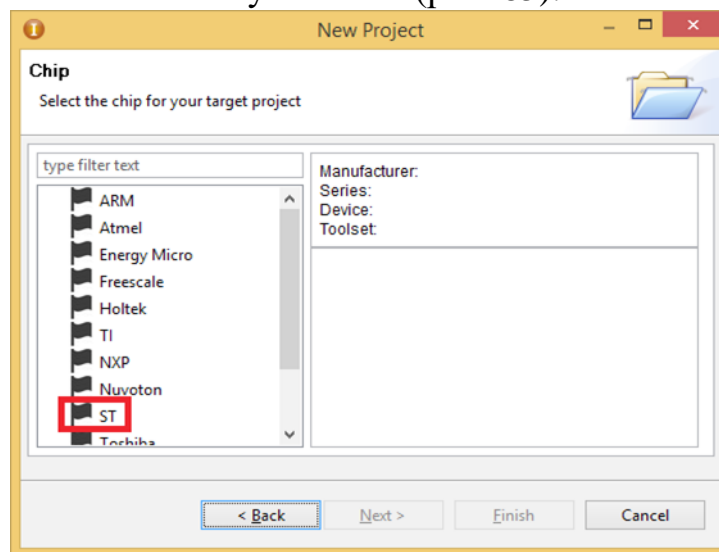 New Project
Chip
Select the chip for your target project
type filter text
ARM
Atmel
Energy Micro
Freescale
Holtek
TI
NXP
Nuvoton
ST
Toshiba
Manufacturer:
Series:
Device:
Toolset:
< Back
Next >
Finish
Cancel